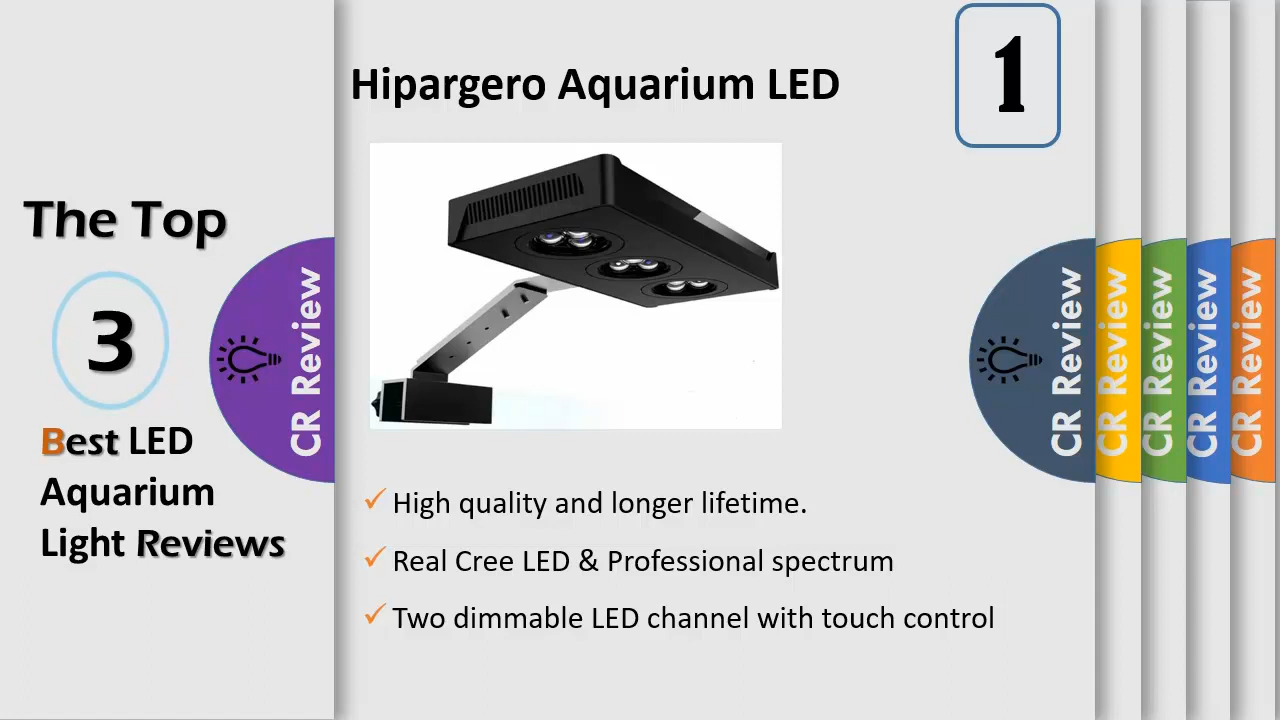 The Top
3
Best LED
Aquarium
Light Reviews
CR Review
Hipargero Aquarium LED
1
✓ High quality and longer lifetime.
✓ Real Cree LED & Professional spectrum
✓ Two dimmable LED channel with touch control
CR Review
CR Review
CR Review
CR Review
CR Review